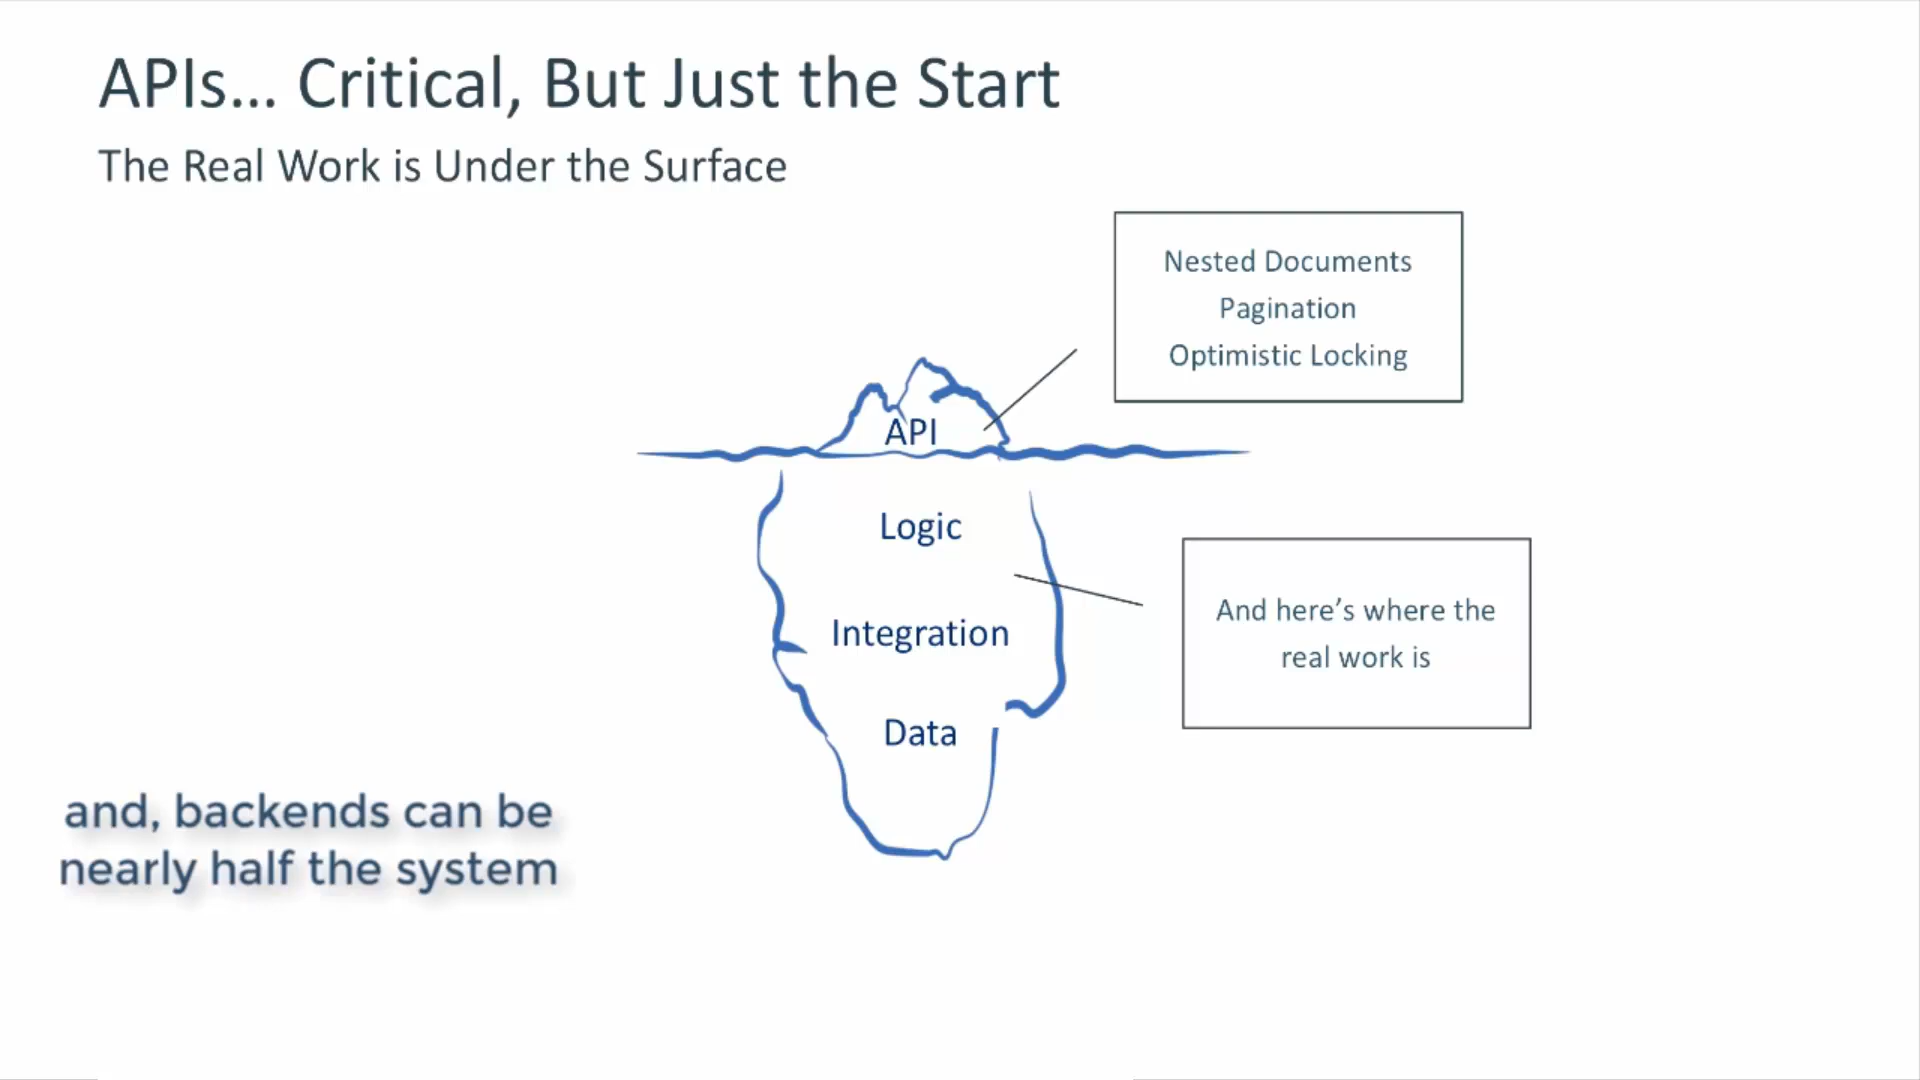 APIs... Critical, But Just the Start
The Real Work is Under the Surface
Nested Documents
Pagination
Optimistic Locking
API
Logic
Integration
Data
And here's where the
real work is
and, backends can be
nearly half the system